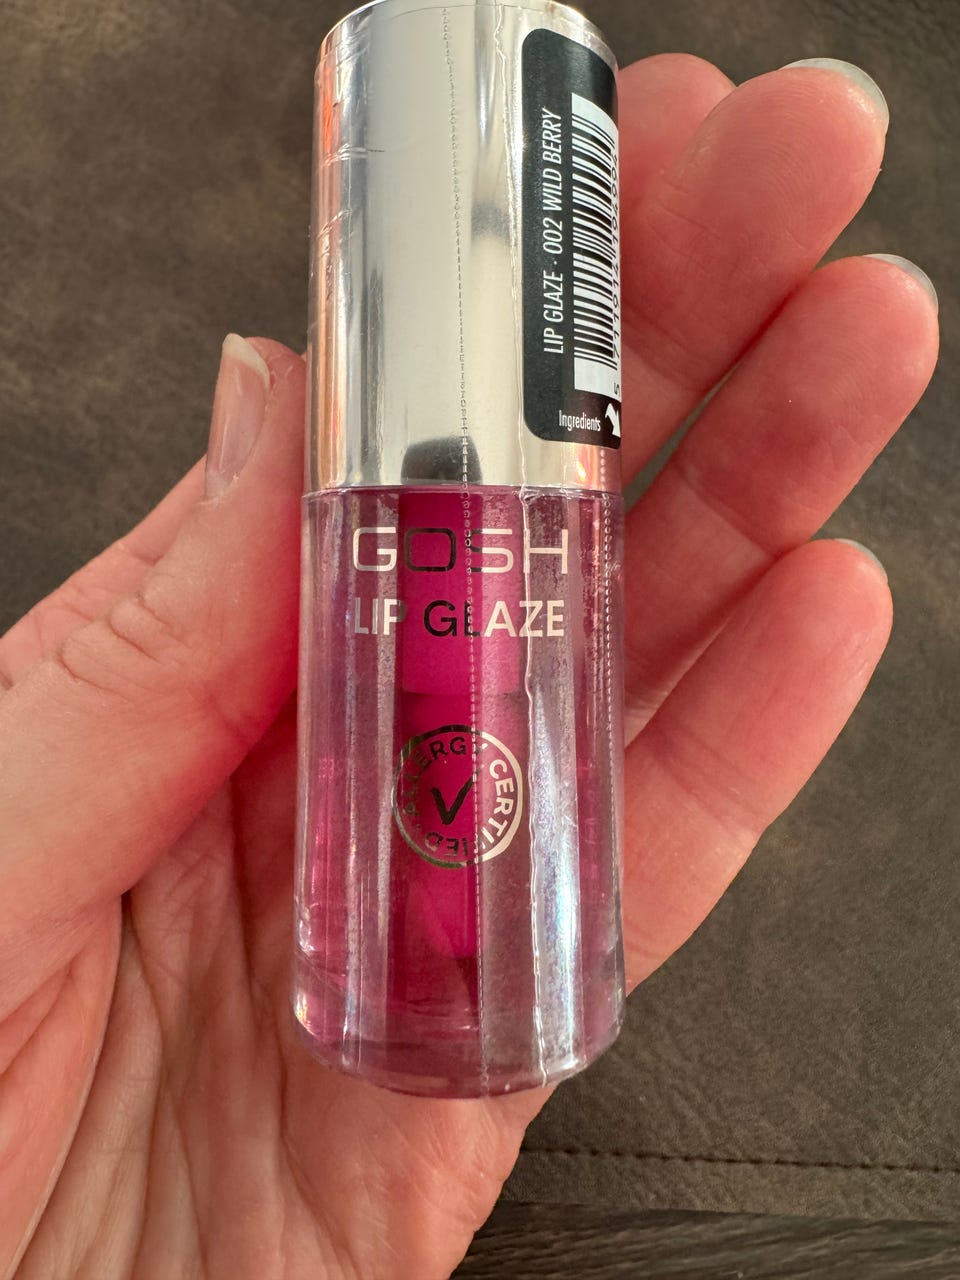 LIP GLAZE · 002 WILD BERRY
Ingredients
GOSH
LIP GLAZE
ALLERGY CERTIFIED